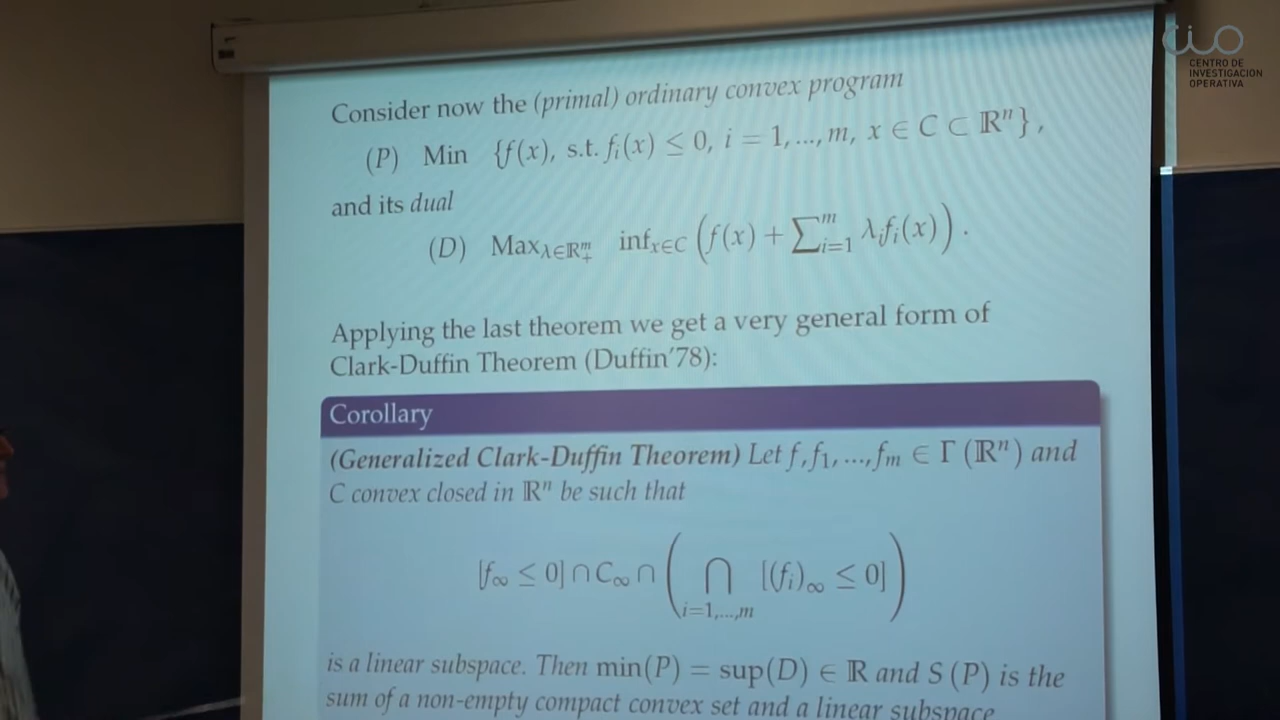 CIO
CENTRO DE
INVESTIGACION
OPERATIVA
Consider now the (primal) ordinary convex program
(P) Min {f(x), s.t. fᵢ(x) ≤ 0, i = 1, ..., m, x ∈ C ⊂ ℝⁿ},
and its dual
(D) Max_{λ∈ℝ₊ᵐ} inf_{x∈C} (f(x) + ∑_{i=1}^{m} λᵢfᵢ(x)).
Applying the last theorem we get a very general form of
Clark-Duffin Theorem (Duffin'78):
Corollary
(Generalized Clark-Duffin Theorem) Let f, f₁, ..., fₘ ∈ Γ (ℝⁿ) and
C convex closed in ℝⁿ be such that
[f∞ ≤ 0] ∩ C∞ ∩ (⋂_{i=1,...,m} [(fᵢ)∞ ≤ 0])
is a linear subspace. Then min(P) = sup(D) ∈ ℝ and S (P) is the
sum of a non-empty compact convex set and a linear subspace